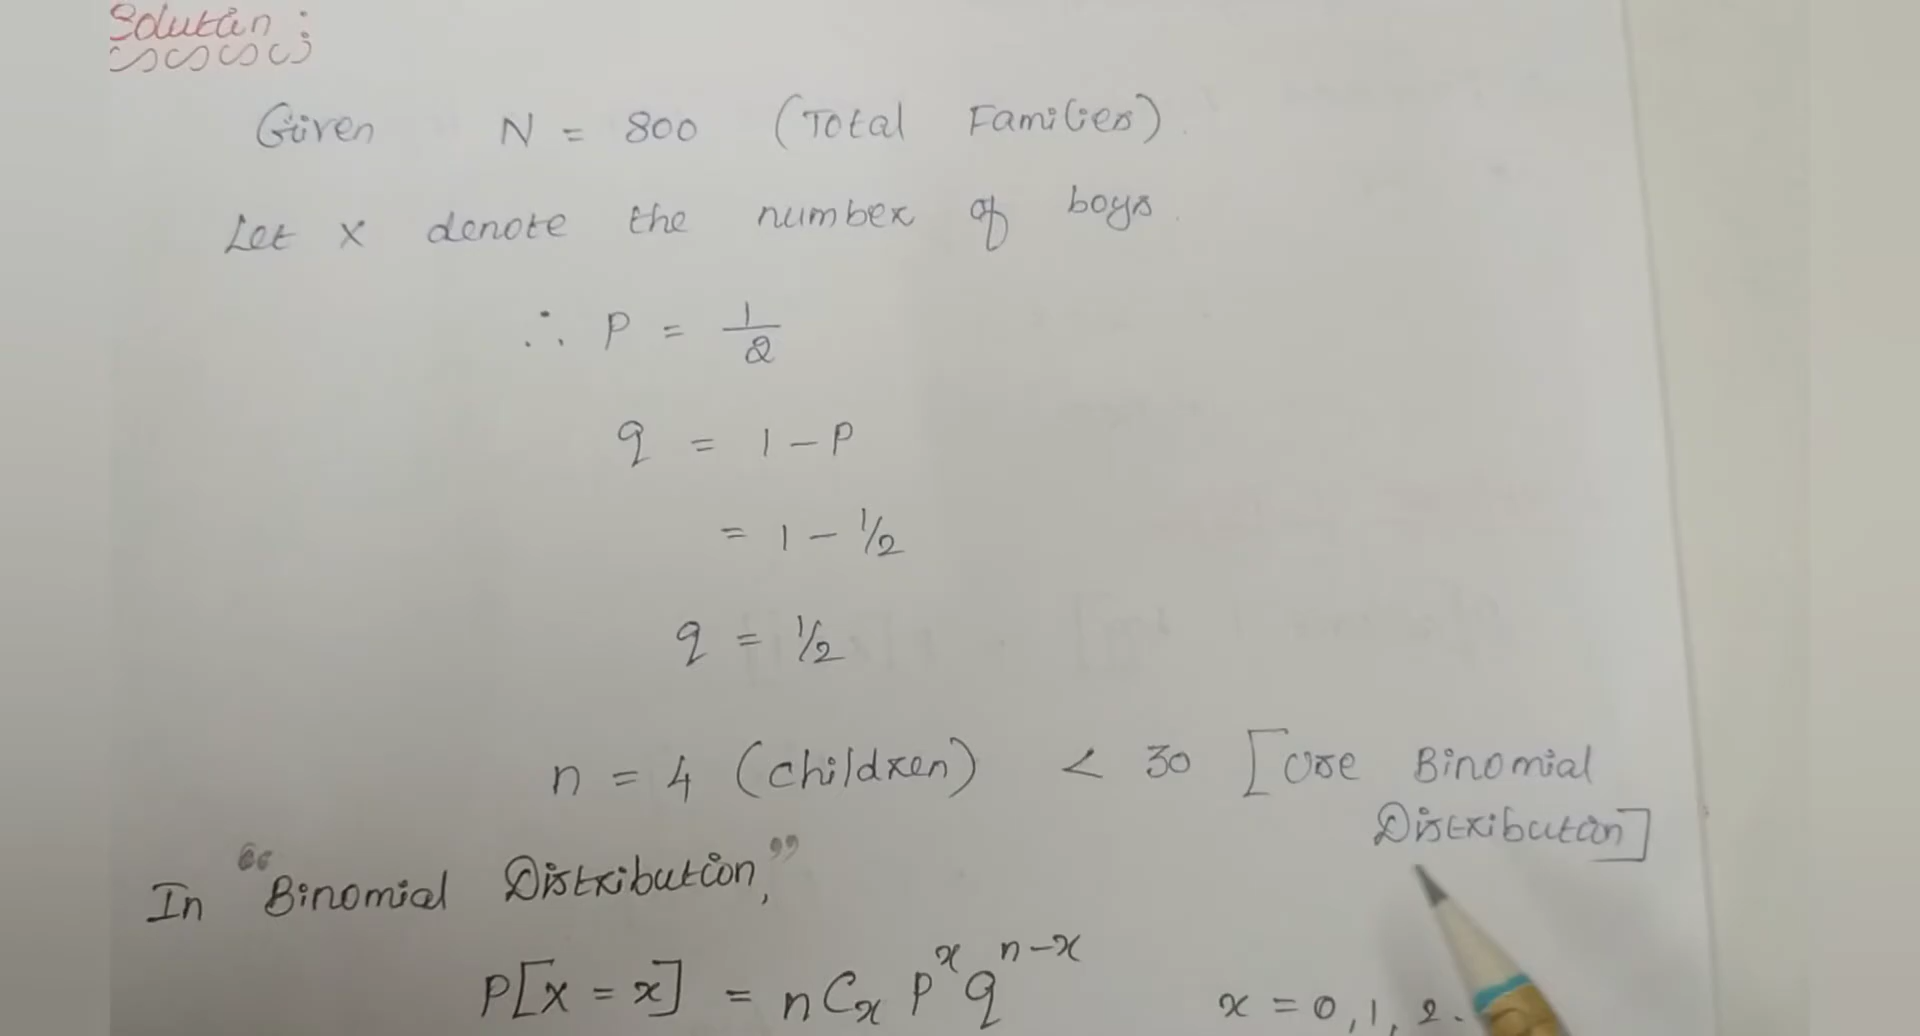 Solution :
Given N = 800 (Total Families)
Let X denote the number of boys.
∴ P = 1/2
q = 1 - P
= 1 - 1/2
q = 1/2
n = 4 (children) < 30 [Use Binomial
Distribution]
In "Binomial Distribution,"
P[X = x] = nCx p^x q^n-x x = 0, 1, 2.